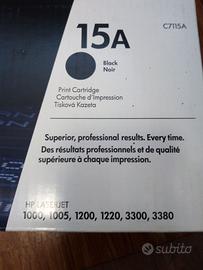 15A
C7115A
Black
Noir
Print Cartridge
Cartouche d'Impression
Tisková Kazeta
Superior, professional results. Every time.
Des résultats professionnels et de qualité
supérieure à chaque impression.
HP LASERJET
1000, 1005, 1200, 1220, 3300, 3380
subito